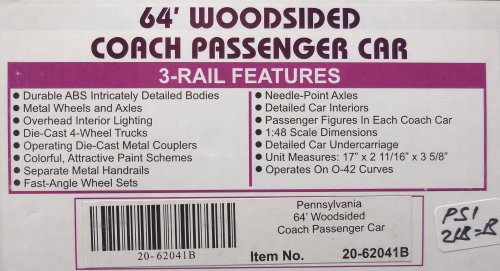 64' WOODSIDED
COACH PASSENGER CAR
3-RAIL FEATURES
• Durable ABS Intricately Detailed Bodies
• Metal Wheels and Axles
• Overhead Interior Lighting
• Die-Cast 4-Wheel Trucks
• Operating Die-Cast Metal Couplers
• Colorful, Attractive Paint Schemes
• Separate Metal Handrails
• Fast-Angle Wheel Sets
• Needle-Point Axles
• Detailed Car Interiors
• Passenger Figures In Each Coach Car
• 1:48 Scale Dimensions
• Detailed Car Undercarriage
• Unit Measures: 17" x 2 11/16" x 3 5/8"
• Operates On O-42 Curves
20-62041B
Pennsylvania
64' Woodsided
Coach Passenger Car
Item No. 20-62041B
PS1